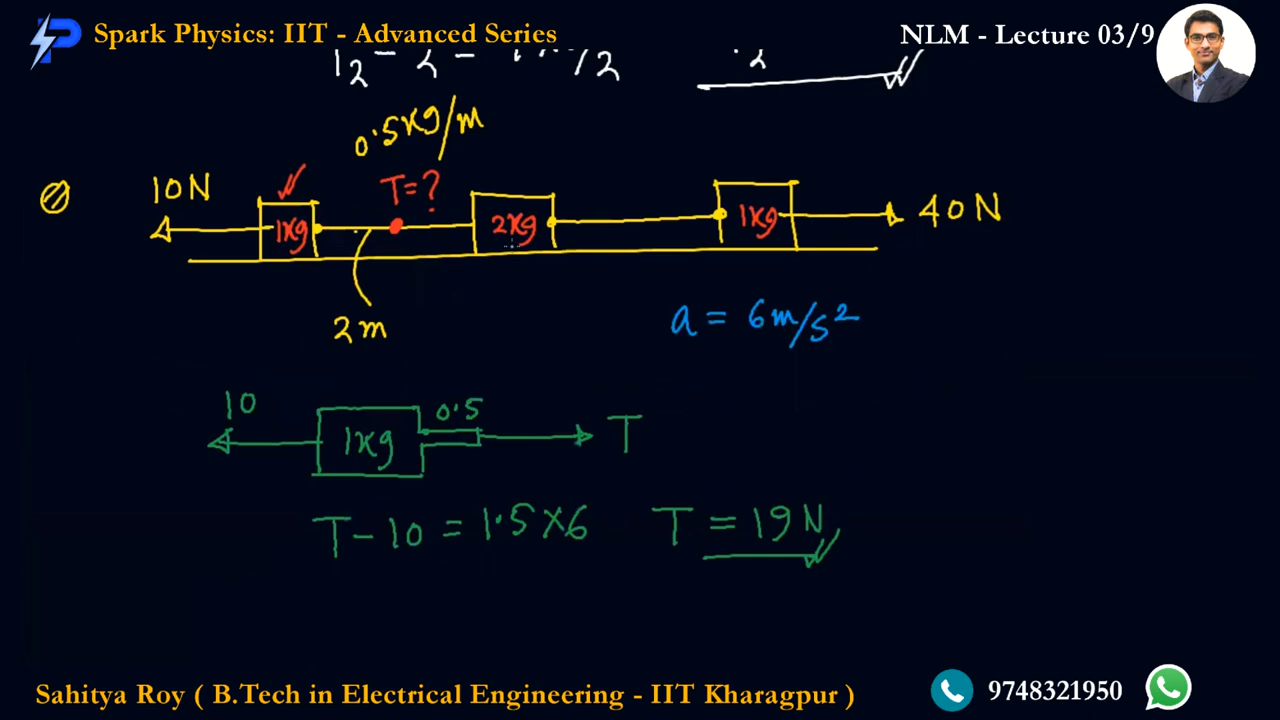 Spark Physics: IIT - Advanced Series
NLM - Lecture 03/9
0.5kg/m
10N
T=?
1kg
2kg
1kg
40N
2m
a = 6m/s²
10
1kg
0.5
T
T-10 = 1.5×6
T = 19N
Sahitya Roy ( B.Tech in Electrical Engineering - IIT Kharagpur )
9748321950